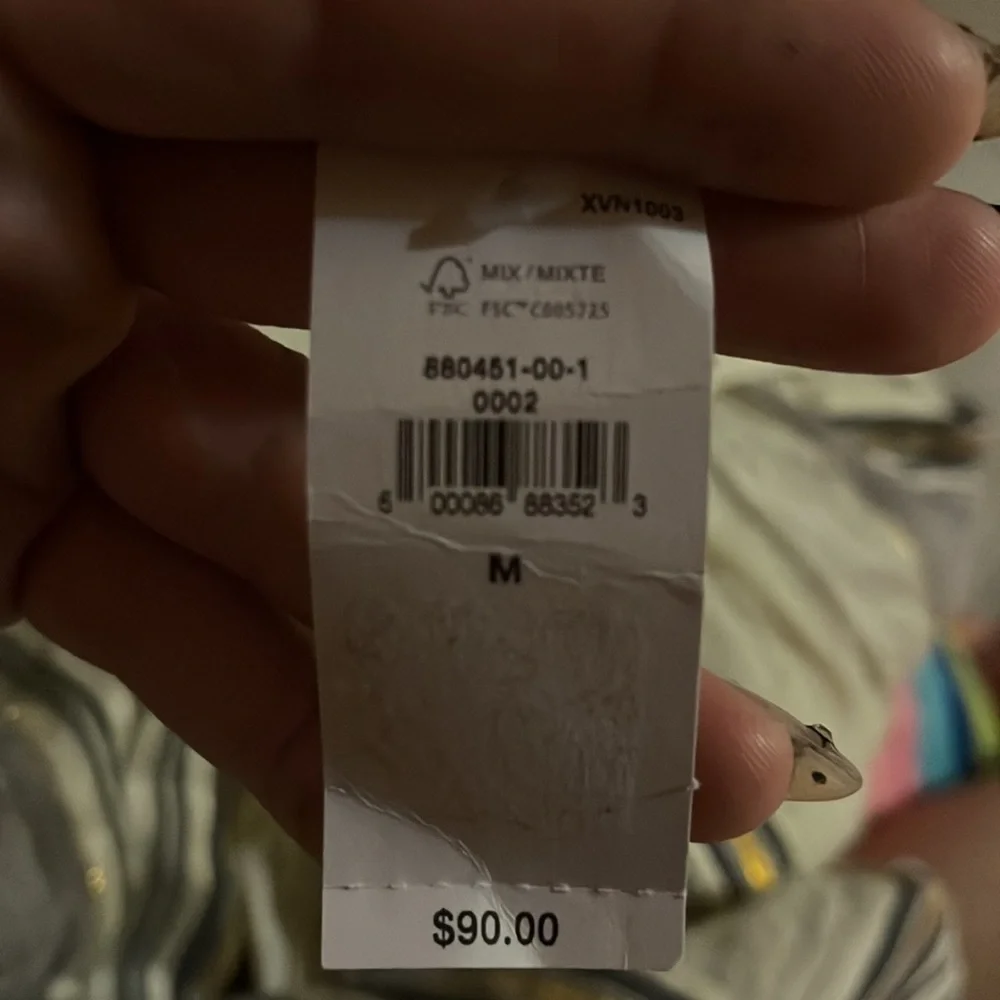 XVN1003
MIX / MIXTE
FSC FSC™ C005725
880451-00-1
0002
5 00086 88352 3
M
$90.00